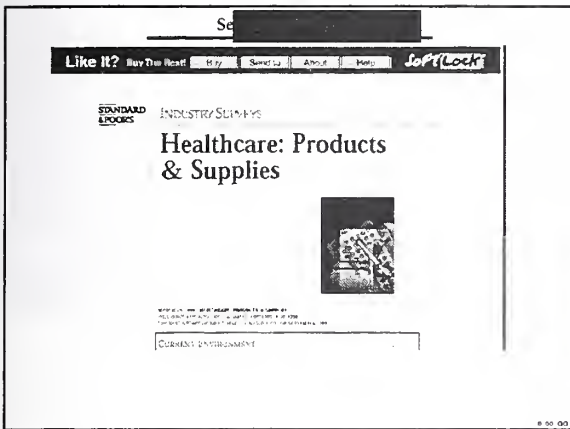 Se
Like It? Buy The Rest! Buy Send to About Help SoftLock
STANDARD
& POOR'S
INDUSTRY SURVEYS
Healthcare: Products
& Supplies
CURRENT ENVIRONMENT